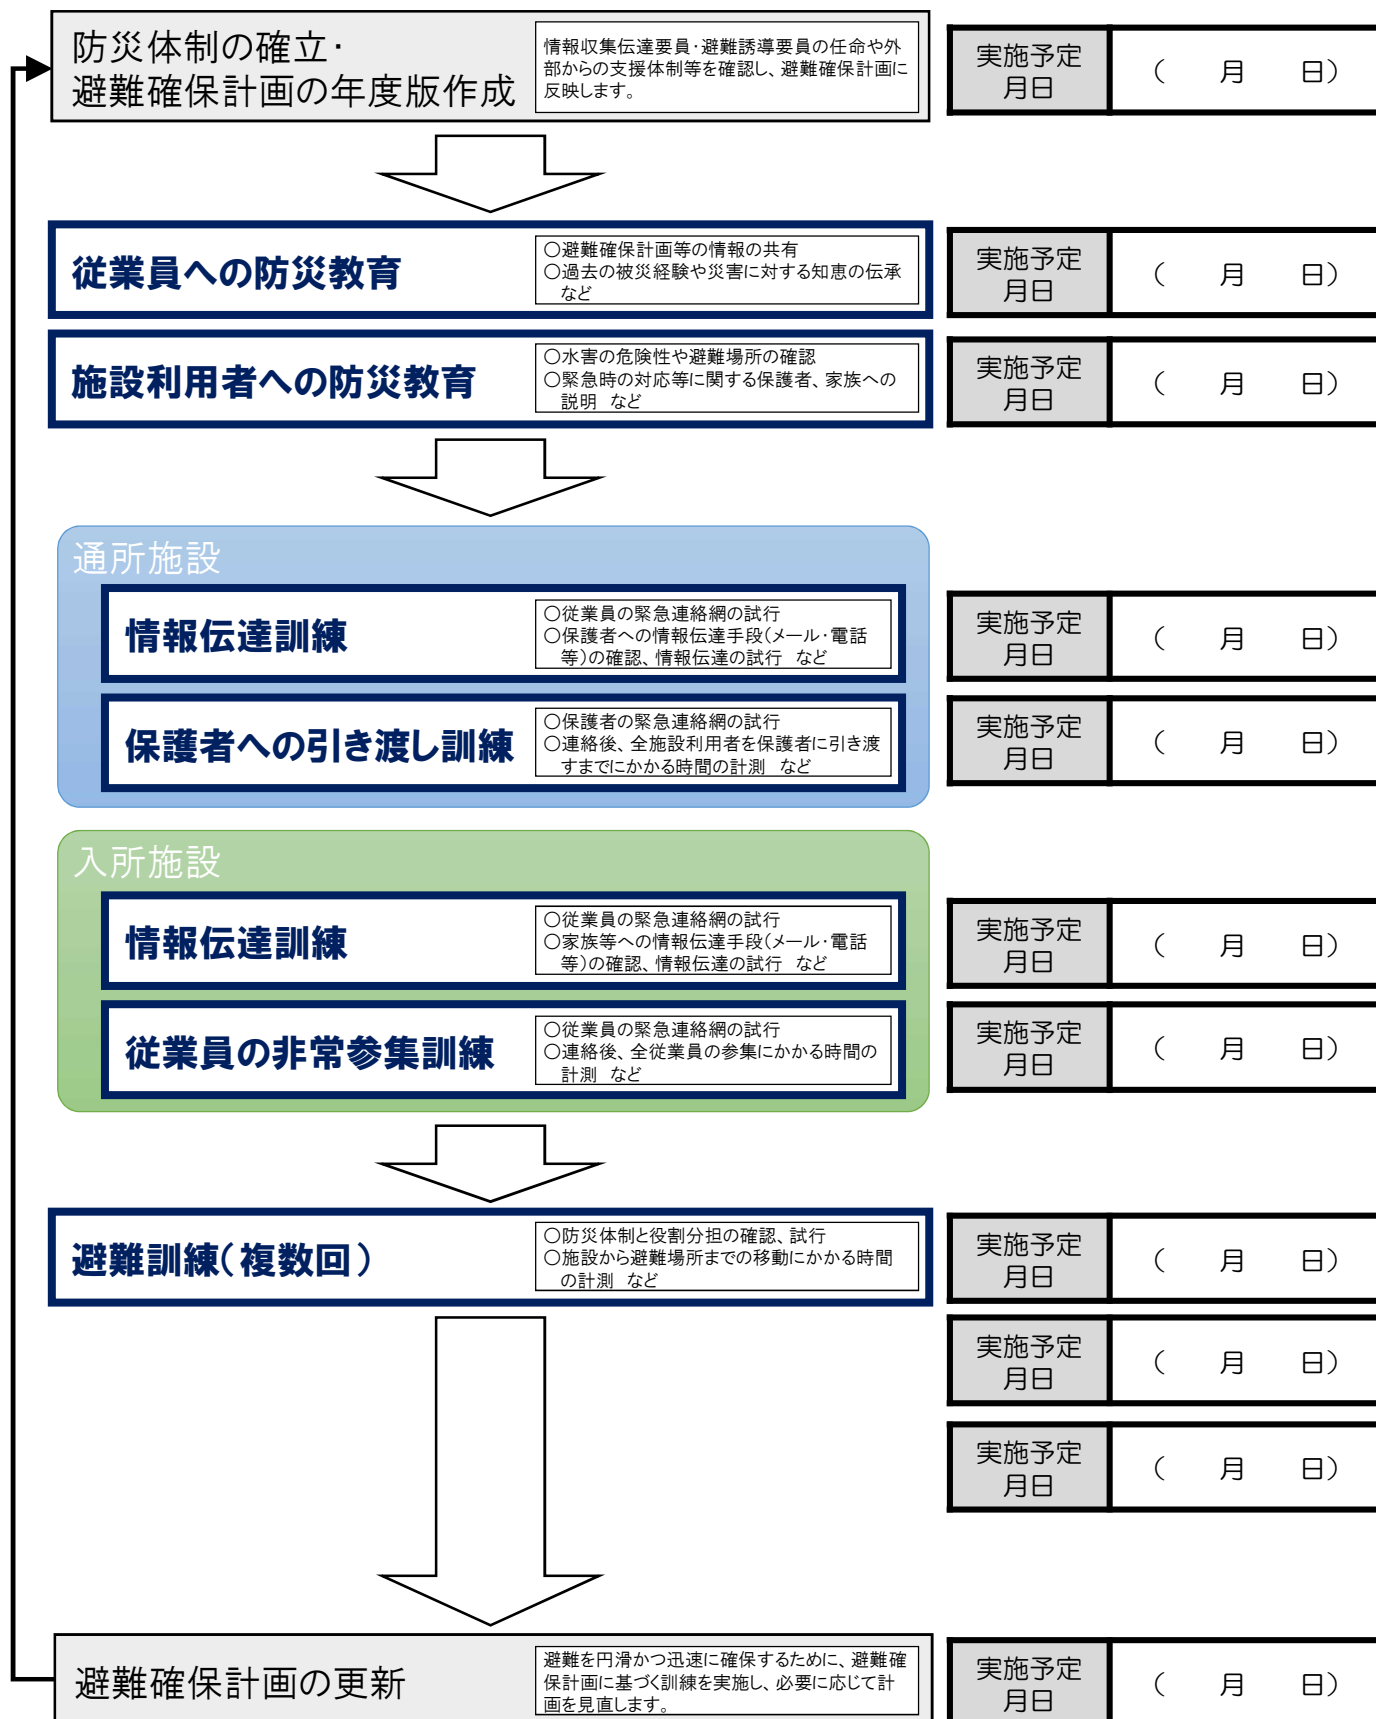 防災体制の確立・
避難確保計画の年度版作成
情報収集伝達要員・避難誘導要員の任命や外
部からの支援体制等を確認し、避難確保計画に
反映します。
実施予定
月日
（　月　日）
従業員への防災教育
○避難確保計画等の情報の共有
○過去の被災経験や災害に対する知恵の伝承
など
実施予定
月日
（　月　日）
施設利用者への防災教育
○水害の危険性や避難場所の確認
○緊急時の対応等に関する保護者、家族への
説明　など
実施予定
月日
（　月　日）
通所施設
情報伝達訓練
○従業員の緊急連絡網の試行
○保護者への情報伝達手段（メール・電話
等）の確認、情報伝達の試行　など
実施予定
月日
（　月　日）
保護者への引き渡し訓練
○保護者の緊急連絡網の試行
○連絡後、全施設利用者を保護者に引き渡
すまでにかかる時間の計測　など
実施予定
月日
（　月　日）
入所施設
情報伝達訓練
○従業員の緊急連絡網の試行
○家族等への情報伝達手段（メール・電話
等）の確認、情報伝達の試行　など
実施予定
月日
（　月　日）
従業員の非常参集訓練
○従業員の緊急連絡網の試行
○連絡後、全従業員の参集にかかる時間の
計測　など
実施予定
月日
（　月　日）
避難訓練（複数回）
○防災体制と役割分担の確認、試行
○施設から避難場所までの移動にかかる時間
の計測　など
実施予定
月日
（　月　日）
実施予定
月日
（　月　日）
実施予定
月日
（　月　日）
避難確保計画の更新
避難を円滑かつ迅速に確保するために、避難確
保計画に基づく訓練を実施し、必要に応じて計
画を見直します。
実施予定
月日
（　月　日）